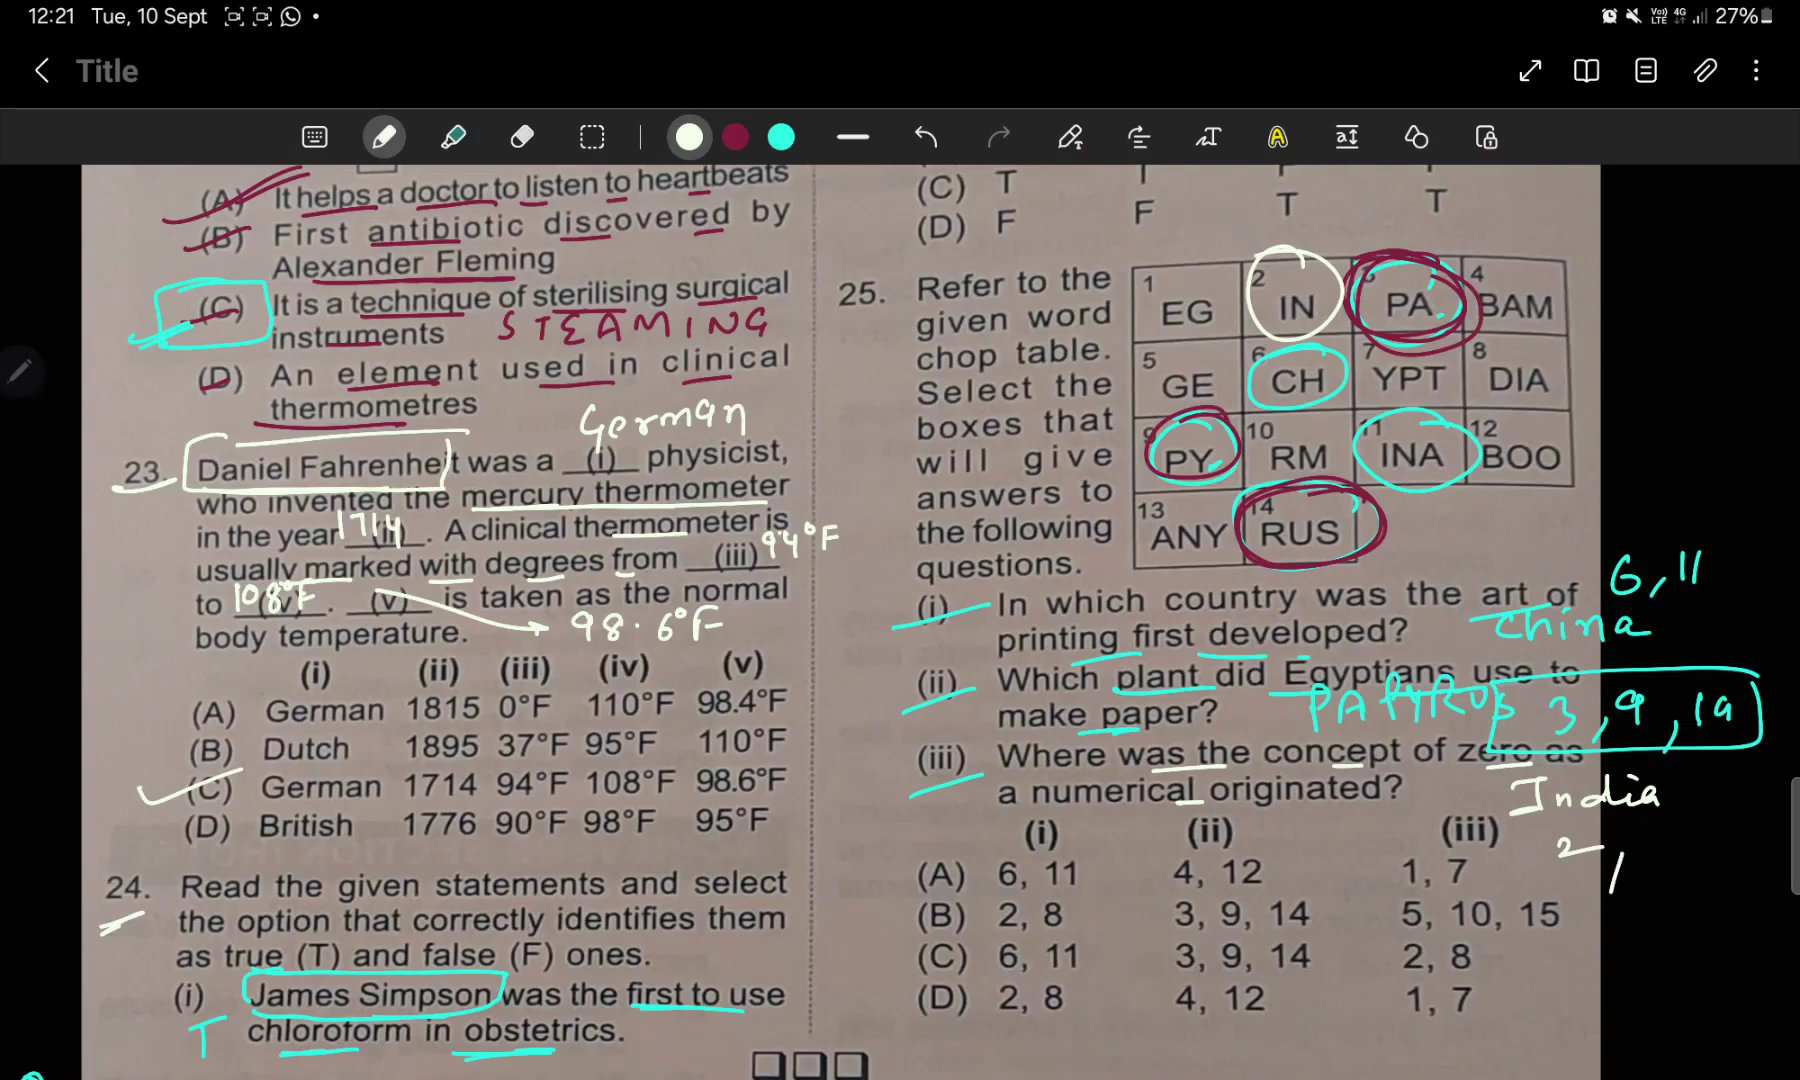 12:21 Tue, 10 Sept
27%
Title
(A) It helps a doctor to listen to heartbeats
(B) First antibiotic discovered by
Alexander Fleming
(C) It is a technique of sterilising surgical
instruments
STEAMING
(D) An element used in clinical
thermometres
German
23. Daniel Fahrenheit was a (i) physicist,
who invented the mercury thermometer
1714
in the year (ii). A clinical thermometer is
94°F
usually marked with degrees from (iii)
108°F
to (iv). (v) is taken as the normal
98.6°F
body temperature.
(i) (ii) (iii) (iv) (v)
(A) German 1815 0°F 110°F 98.4°F
(B) Dutch 1895 37°F 95°F 110°F
(C) German 1714 94°F 108°F 98.6°F
(D) British 1776 90°F 98°F 95°F
24. Read the given statements and select
the option that correctly identifies them
as true (T) and false (F) ones.
(i) James Simpson was the first to use
T chloroform in obstetrics.
(C) T
(D) F F T T
25. Refer to the
given word
chop table.
Select the
boxes that
will give
answers to
the following
questions.
1 EG 2 IN 3 PA 4 BAM
5 GE 6 CH 7 YPT 8 DIA
9 PY 10 RM 11 INA 12 BOO
13 ANY 14 RUS
(i) In which country was the art of
printing first developed?
6, 11
China
(ii) Which plant did Egyptians use to
make paper?
PAPYRUS 3, 9, 14
(iii) Where was the concept of zero as
a numerical originated?
India
2
(i) (ii) (iii)
(A) 6, 11 4, 12 1, 7
(B) 2, 8 3, 9, 14 5, 10, 15
(C) 6, 11 3, 9, 14 2, 8
(D) 2, 8 4, 12 1, 7